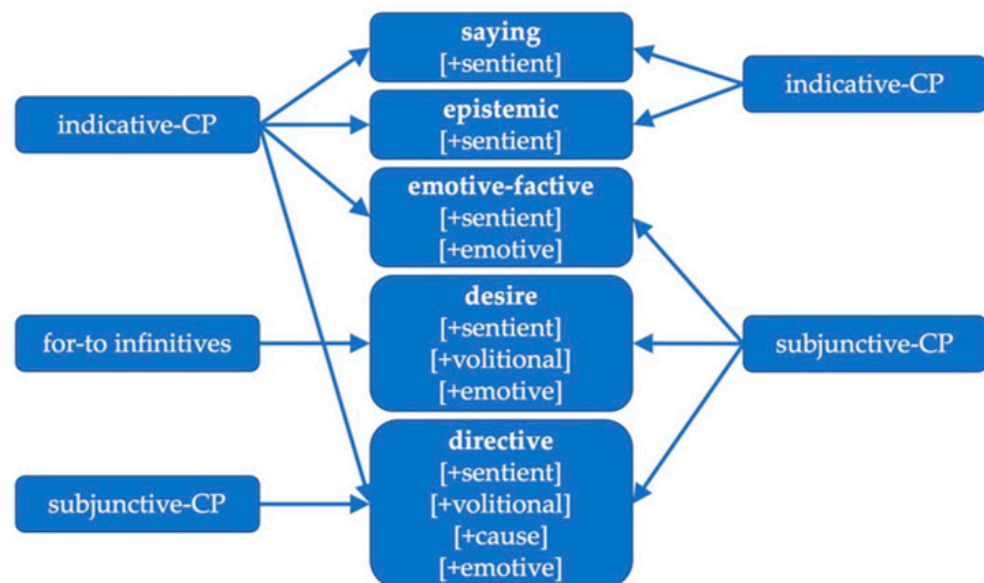 saying
[+sentient]
indicative-CP
indicative-CP
epistemic
[+sentient]
emotive-factive
[+sentient]
[+emotive]
for-to infinitives
desire
[+sentient]
[+volitional]
[+emotive]
subjunctive-CP
subjunctive-CP
directive
[+sentient]
[+volitional]
[+cause]
[+emotive]